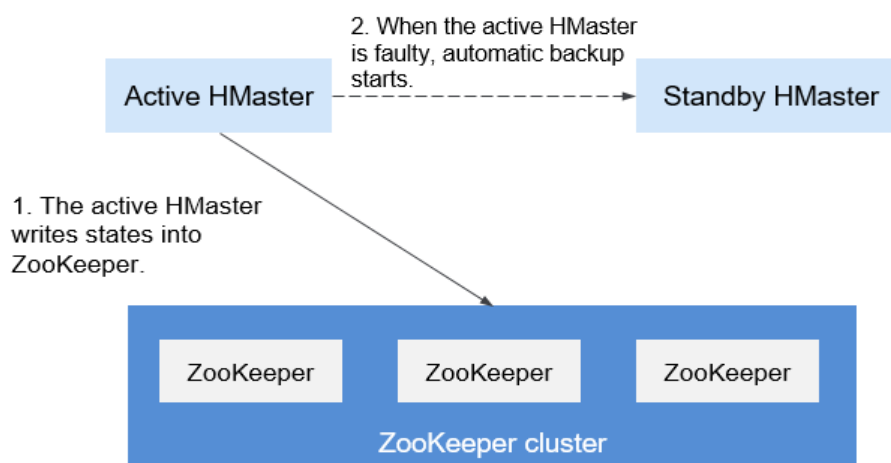 2. When the active HMaster
is faulty, automatic backup
starts.
Active HMaster
Standby HMaster
1. The active HMaster
writes states into
ZooKeeper.
ZooKeeper
ZooKeeper
ZooKeeper
ZooKeeper cluster